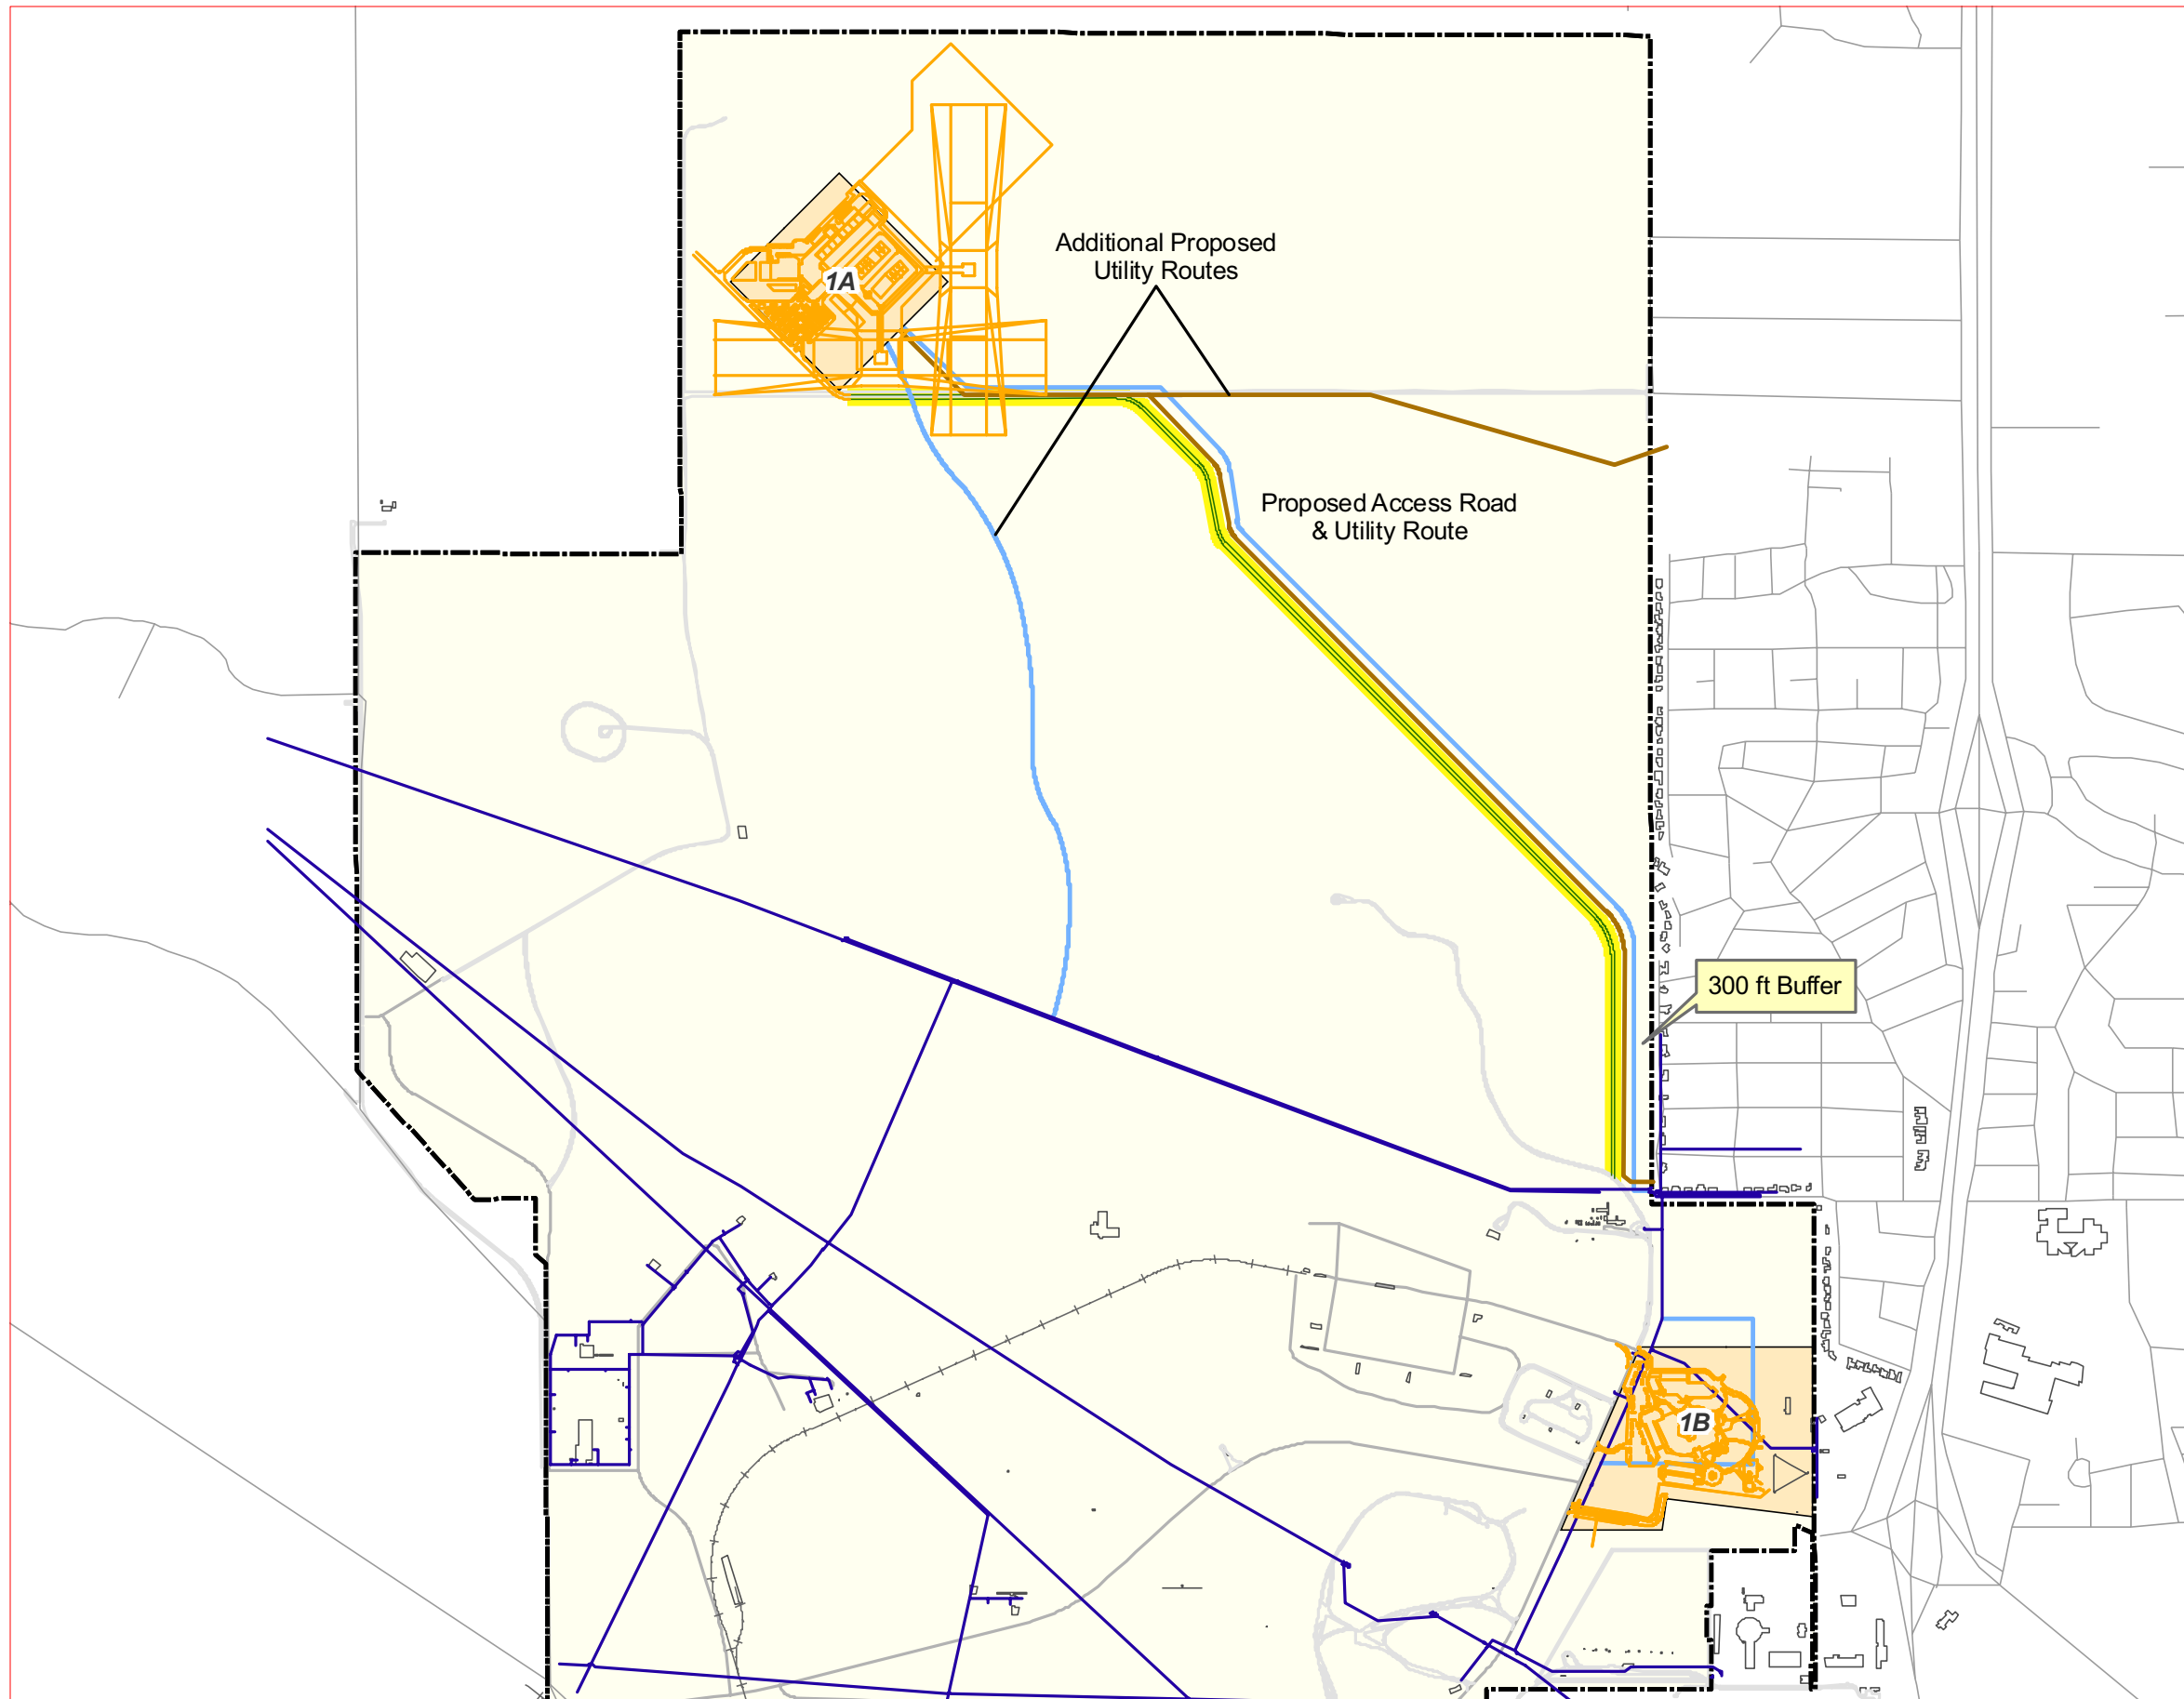 Additional Proposed
Utility Routes
1A
Proposed Access Road
& Utility Route
300 ft Buffer
1B